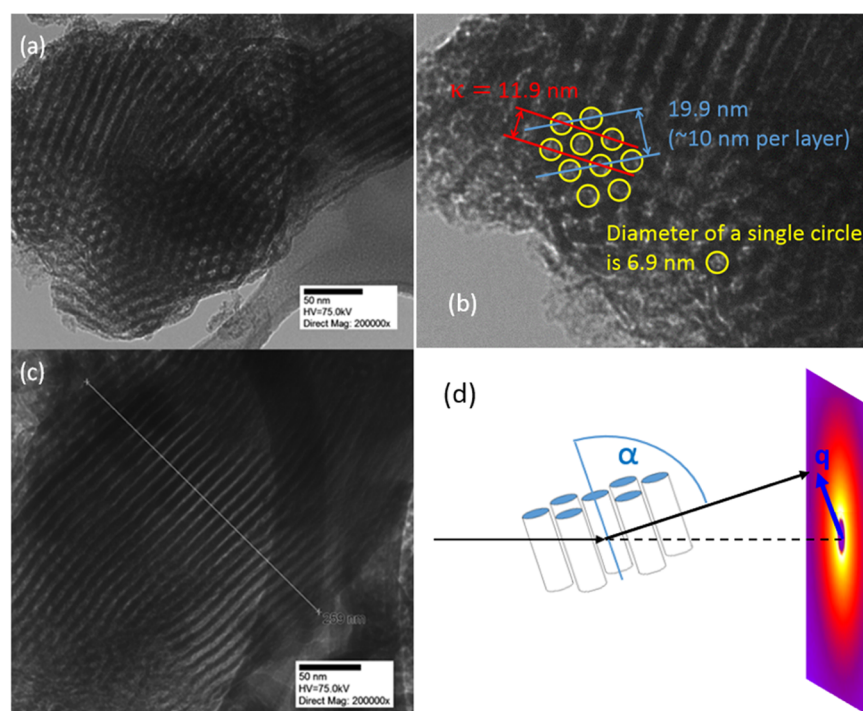 (a)
50 nm
HV=75.0kV
Direct Mag: 200000x
κ = 11.9 nm
19.9 nm
(~10 nm per layer)
Diameter of a single circle
is 6.9 nm
(b)
(c)
259 nm
50 nm
HV=75.0kV
Direct Mag: 200000x
(d)
α
q